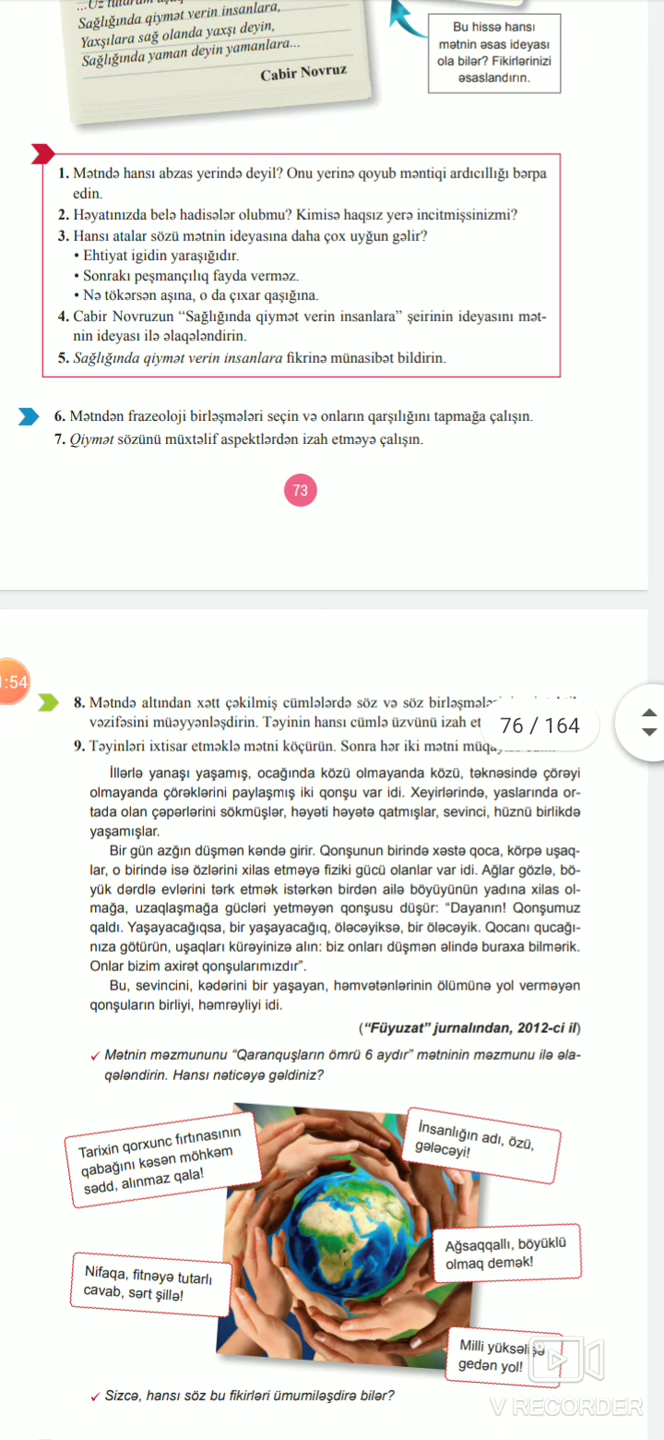 Sağlığında qiymət verin insanlara,
Yaxşılara sağ olanda yaxşı deyin,
Sağlığında yaman deyin yamanlara...
Cabir Novruz
Bu hissə hansı
mətnin əsas ideyası
ola bilər? Fikirlərinizi
əsaslandırın.
1. Mətndə hansı abzas yerində deyil? Onu yerinə qoyub məntiqi ardıcıllığı bərpa
edin.
2. Həyatınızda belə hadisələr olubmu? Kimisə haqsız yerə incitmişsinizmi?
3. Hansı atalar sözü mətnin ideyasına daha çox uyğun gəlir?
• Ehtiyat igidin yaraşığıdır.
• Sonrakı peşmançılıq fayda verməz.
• Nə tökərsən aşına, o da çıxar qaşığına.
4. Cabir Novruzun “Sağlığında qiymət verin insanlara” şeirinin ideyasını mət-
nin ideyası ilə əlaqələndirin.
5. Sağlığında qiymət verin insanlara fikrinə münasibət bildirin.
6. Mətndən frazeoloji birləşmələri seçin və onların qarşılığını tapmağa çalışın.
7. Qiymət sözünü müxtəlif aspektlərdən izah etməyə çalışın.
73
:54
8. Mətndə altından xətt çəkilmiş cümlələrdə söz və söz
vəzifəsini müəyyənləşdirin. Təyinin hansı cümlə üzvünü izah
76 / 164
9. Təyinləri ixtisar etməklə mətni köçürün. Sonra hər iki mətni
İllərlə yanaşı yaşamış, ocağında közü olmayanda közü, təknəsində çörəyi
olmayanda çörəklərini paylaşmış iki qonşu var idi. Xeyirlərində, yaslarında or-
tada olan çəpərlərini sökmüşlər, həyəti həyətə qatmışlar, sevinci, hüznü birlikdə
yaşamışlar.
Bir gün azğın düşmən kəndə girir. Qonşunun birində xəstə qoca, körpə uşaq-
lar, o birində isə özlərini xilas etməyə fiziki gücü olanlar var idi. Ağlar gözlə, bö-
yük dərdlə evlərini tərk etmək istərkən birdən ailə böyüyünün yadına xilas ol-
mağa, uzaqlaşmağa gücləri yetməyən qonşusu düşür: “Dayanın! Qonşumuz
qaldı. Yaşayacağıqsa, bir yaşayacağıq, öləcəyiksə, bir öləcəyik. Qocanı qucağı-
nıza götürün, uşaqları kürəyinizə alın: biz onları düşmən əlində buraxa bilmərik.
Onlar bizim axirət qonşularımızdır”.
Bu, sevincini, kədərini bir yaşayan, həmvətənlərinin ölümünə yol verməyən
qonşuların birliyi, həmrəyliyi idi.
(“Füyuzat” jurnalından, 2012-ci il)
✓ Mətnin məzmununu “Qaranquşların ömrü 6 aydır” mətninin məzmunu ilə əla-
qələndirin. Hansı nəticəyə gəldiniz?
Tarixin qorxunc fırtınasının
qabağını kəsən möhkəm
sədd, alınmaz qala!
İnsanlığın adı, özü,
gələcəyi!
Ağsaqqallı, böyüklü
olmaq demək!
Nifaqa, fitnəyə tutarlı
cavab, sərt şillə!
Milli yüksəlişə
gedən yol!
✓ Sizcə, hansı söz bu fikirləri ümumiləşdirə bilər?
V RECORDER